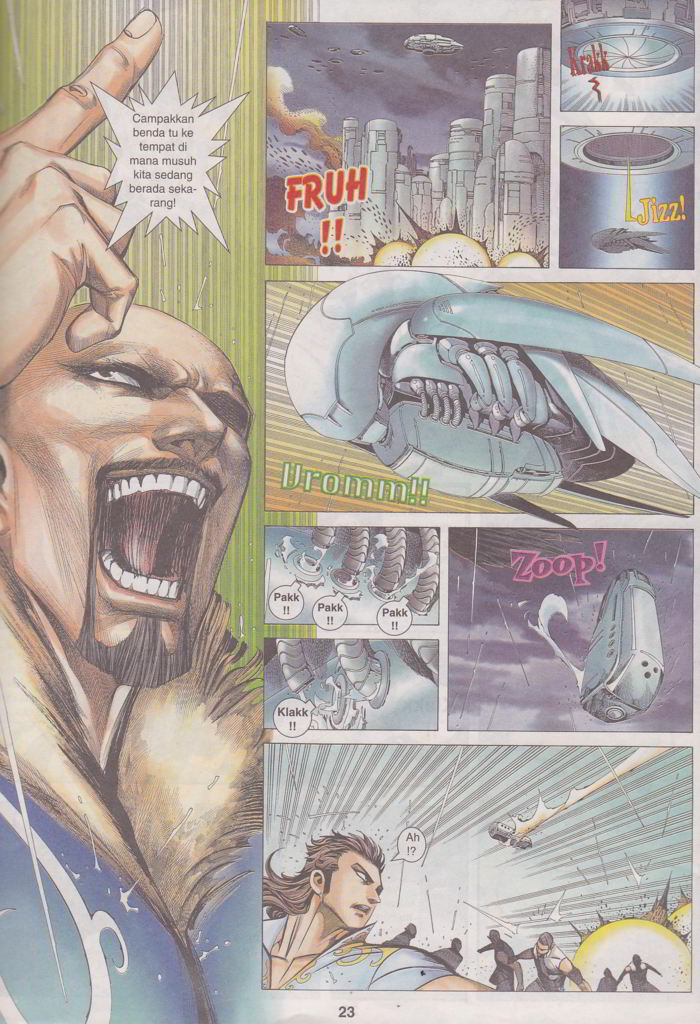 Campakkan
benda tu ke
tempat di
mana musuh
kita sedang
berada seka-
rang!
FRUH
!!
Krakk
Jizz!
Vromm!!
Pakk
!!
Pakk
!!
Pakk
!!
Klakk
!!
Zoop!
Ah
!?
23